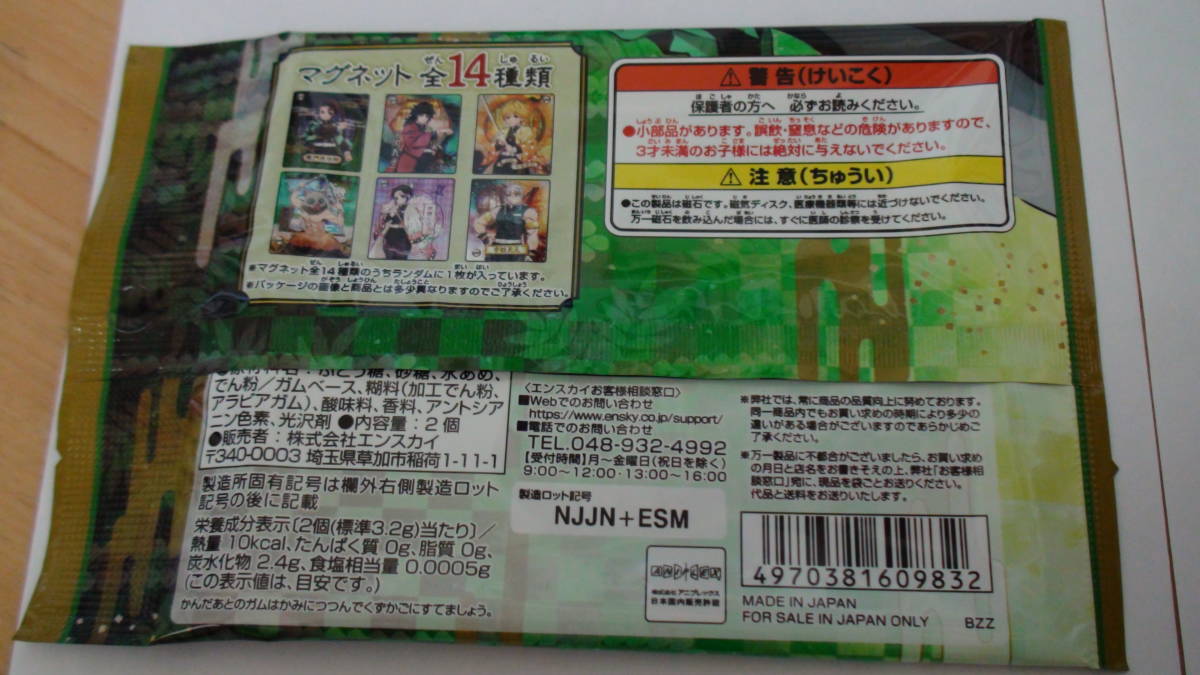 マグネット 全14種類
※マグネット全14種類のうちランダムに1枚が入っています。
※パッケージの画像と商品とは多少異なりますのでご了承ください。
⚠警告(けいこく)
保護者の方へ 必ずお読みください。
●小部品があります。誤飲・窒息などの危険がありますので、
3才未満のお子様には絶対に与えないでください。
⚠注意(ちゅうい)
●この製品は磁石です。磁気ディスク、医療機器類等には近づけないでください。
万一磁石を飲み込んだ場合には、すぐに医師の診察を受けてください。
●原材料名:ぶどう糖、砂糖、水あめ、
でん粉/ガムベース、糊料(加工でん粉、
アラビアガム)、酸味料、香料、アントシア
ニン色素、光沢剤 ●内容量:2個
●販売者:株式会社エンスカイ
〒340-0003 埼玉県草加市稲荷1-11-1
製造所固有記号は欄外右側製造ロット
記号の後に記載
栄養成分表示〔2個(標準3.2g)当たり〕/
熱量 10kcal、たんぱく質 0g、脂質 0g、
炭水化物 2.4g、食塩相当量 0.0005g
(この表示値は、目安です。)
かんだあとのガムはかみにつつんでくずかごにすてましょう。
〈エンスカイお客様相談窓口〉
■Webでのお問い合わせ
https://www.ensky.co.jp/support/
■電話でのお問い合わせ
TEL.048-932-4992
【受付時間】月~金曜日(祝日を除く)
9:00~12:00・13:00~16:00
製造ロット記号
NJJN+ESM
株式会社 アニプレックス
日本国内販売許諾
※弊社では、常に商品の品質向上に努めております。
同一商品内でもお買い求めの時期により多少の
違いがある場合がございますのであらかじめご
了承ください。
※万一製品に不都合がございましたら、お買い求め
の月日と店名をお書きそえの上、弊社「お客様相
談窓口」宛に、現品を袋ごとお送りください。
代品と送料をお送りいたします。
4970381609832
MADE IN JAPAN
FOR SALE IN JAPAN ONLY
BZZ